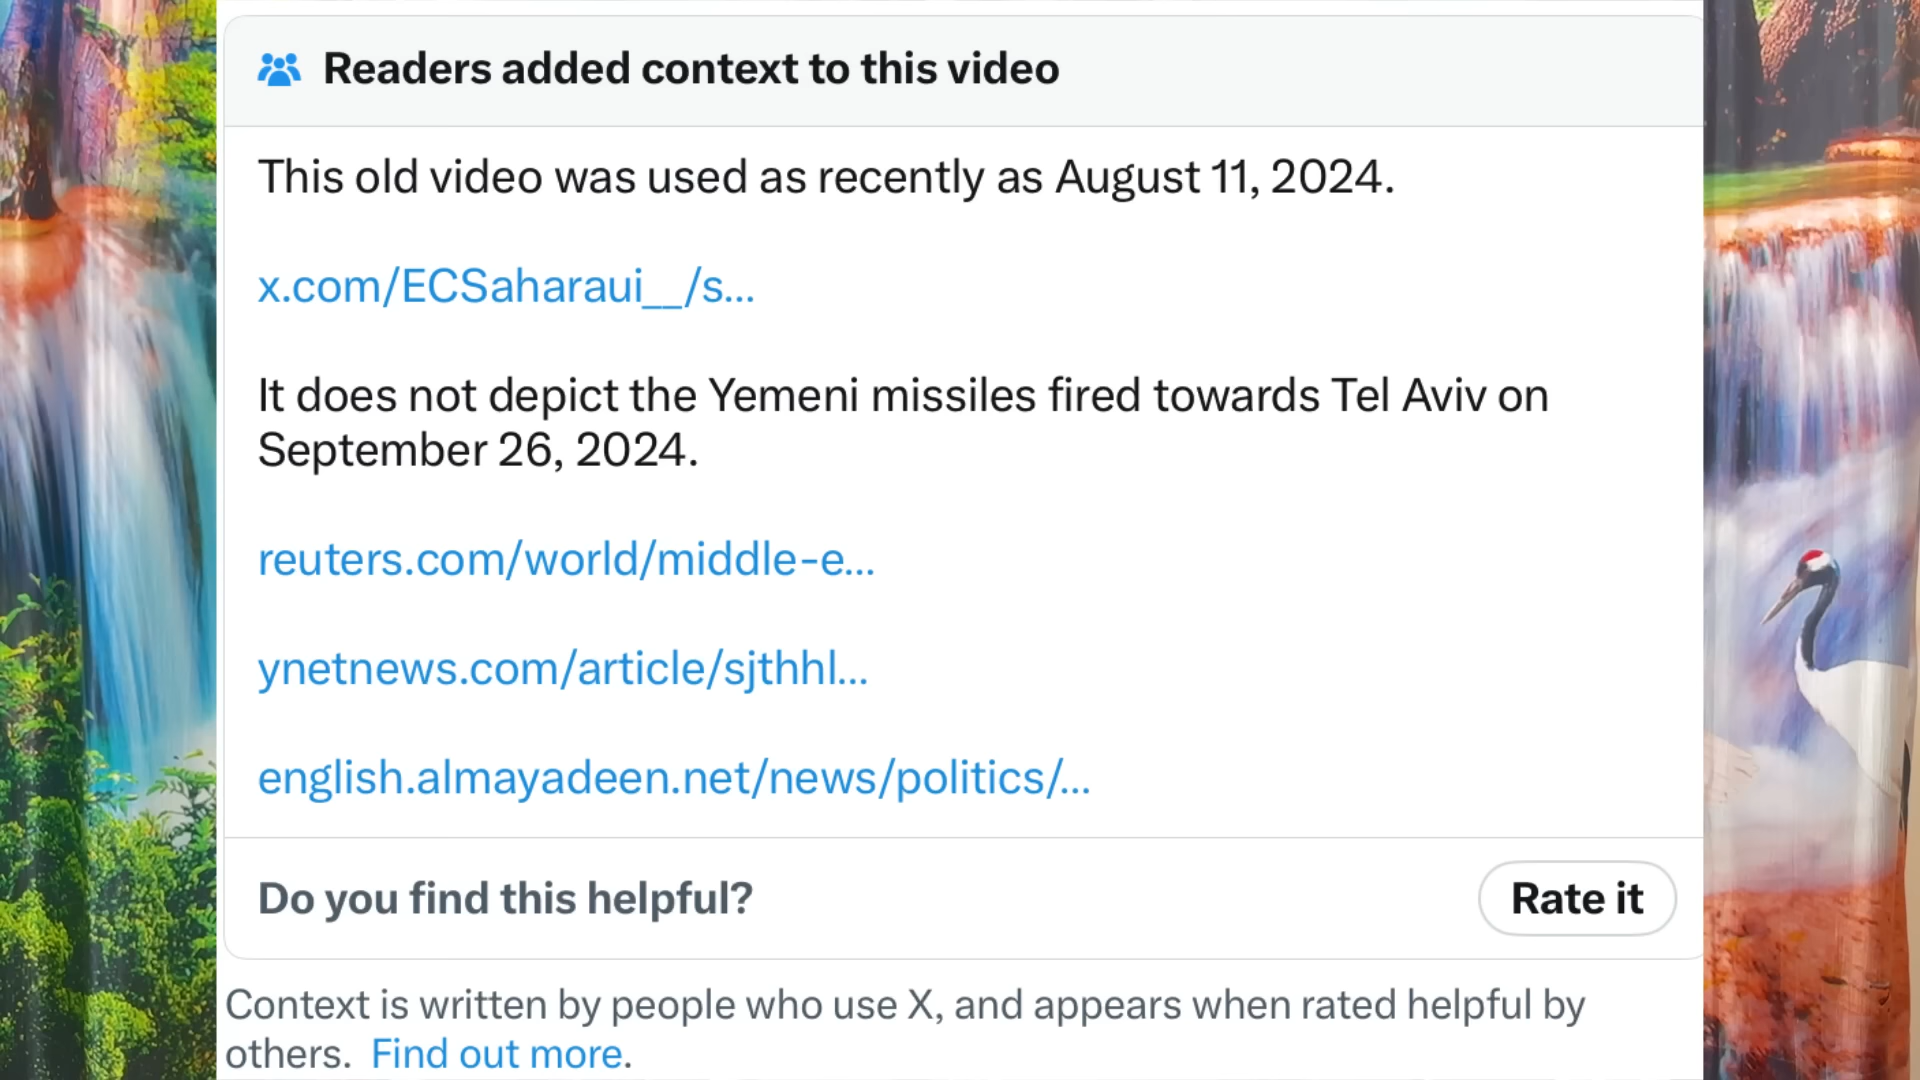 Readers added context to this video
This old video was used as recently as August 11, 2024.
x.com/ECSaharaui__/s...
It does not depict the Yemeni missiles fired towards Tel Aviv on
September 26, 2024.
reuters.com/world/middle-e...
ynetnews.com/article/sjthhl...
english.almayadeen.net/news/politics/...
Do you find this helpful?
Rate it
Context is written by people who use X, and appears when rated helpful by
others. Find out more.